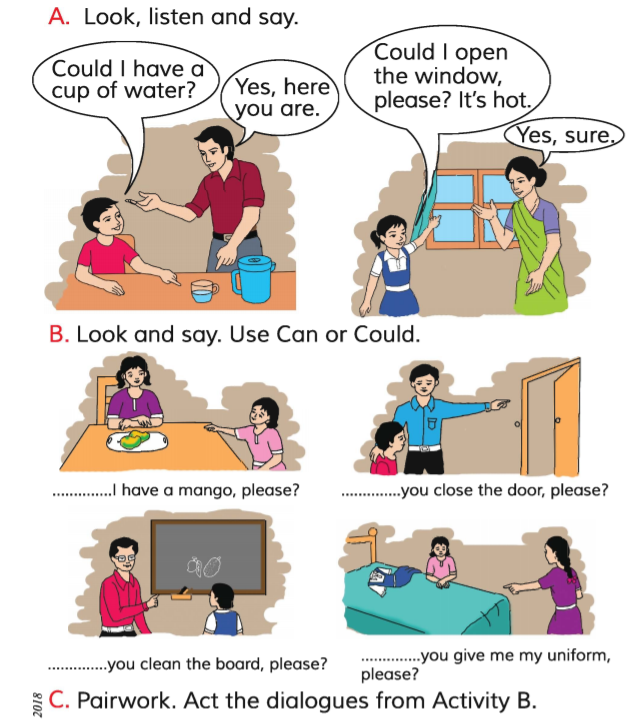 A. Look, listen and say.
Could I have a
cup of water?
Yes, here
you are.
Could I open
the window,
please? It's hot.
Yes, sure.
B. Look and say. Use Can or Could.
..............I have a mango, please?
..............you close the door, please?
..............you clean the board, please?
..............you give me my uniform,
please?
2018
C. Pairwork. Act the dialogues from Activity B.